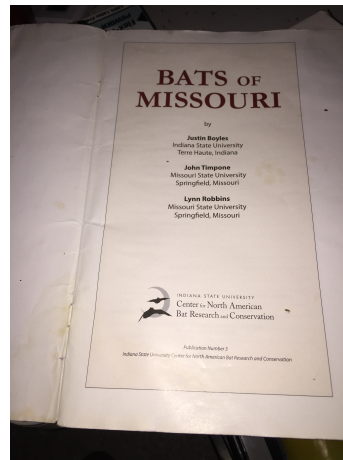 BATS OF
MISSOURI
by
Justin Boyles
Indiana State University
Terre Haute, Indiana
John Timpone
Missouri State University
Springfield, Missouri
Lynn Robbins
Missouri State University
Springfield, Missouri
INDIANA STATE UNIVERSITY
Center for North American
Bat Research and Conservation
Publication Number 3
Indiana State University Center for North American Bat Research and Conservation